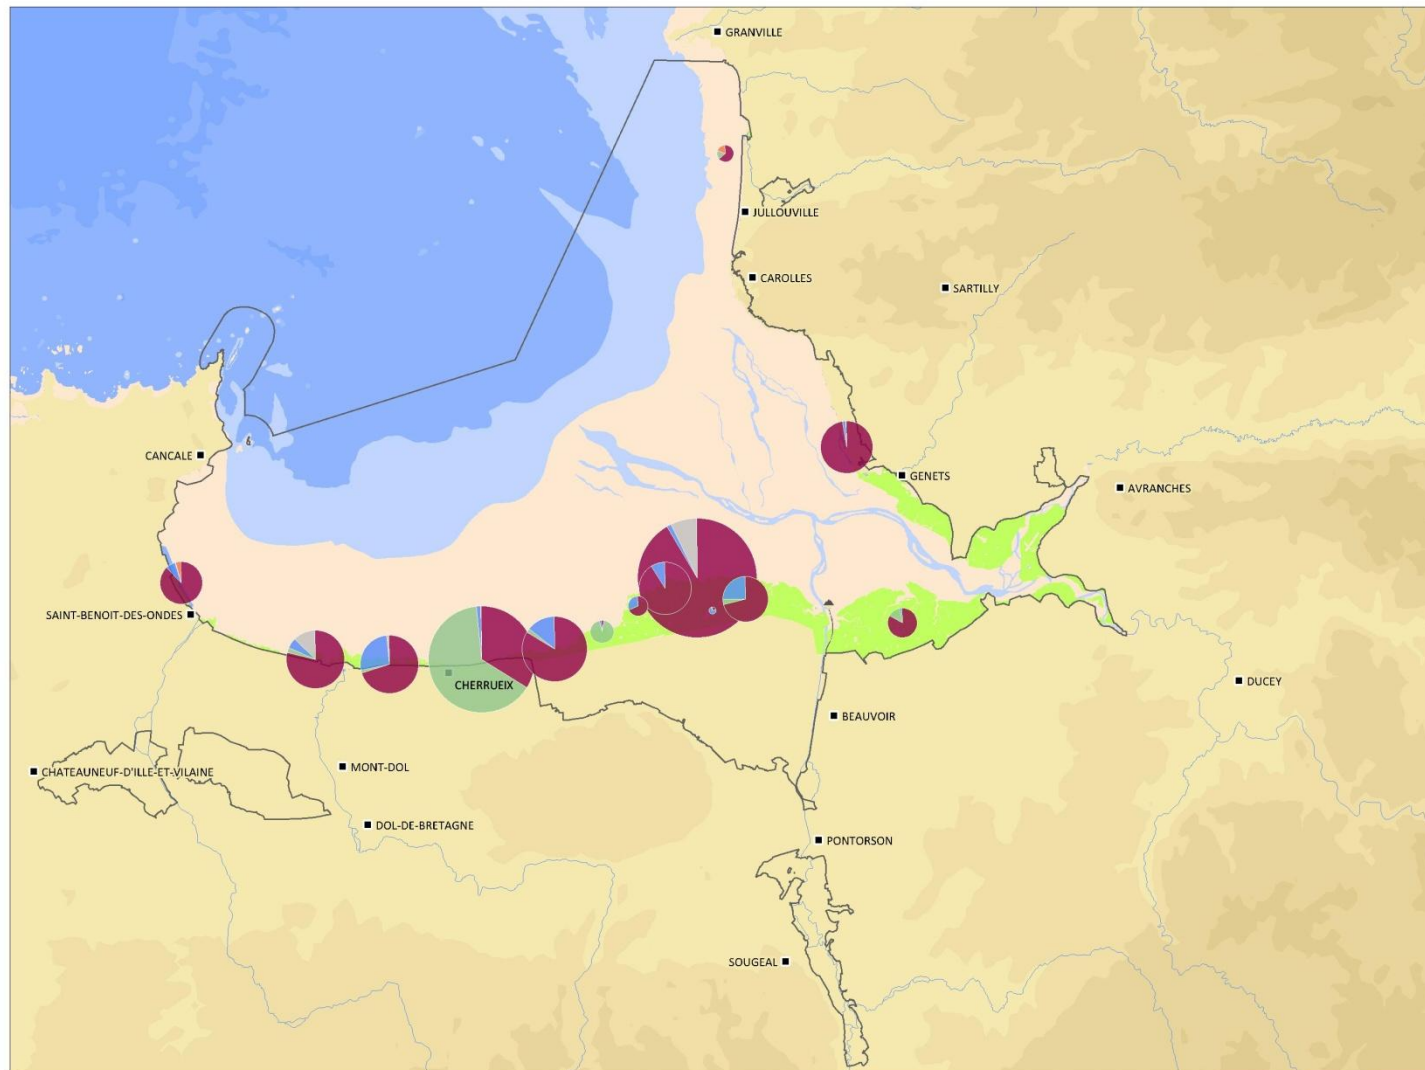 GRANVILLE
JULLOUVILLE
CAROLLES
SARTILLY
CANCALE
GENETS
AVRANCHES
SAINT-BENOIT-DES-ONDES
CHERRUEIX
DUCEY
BEAUVOIR
MONT-DOL
CHATEAUNEUF-D'ILLE-ET-VILAINE
DOL-DE-BRETAGNE
PONTORSON
SOUGEAL